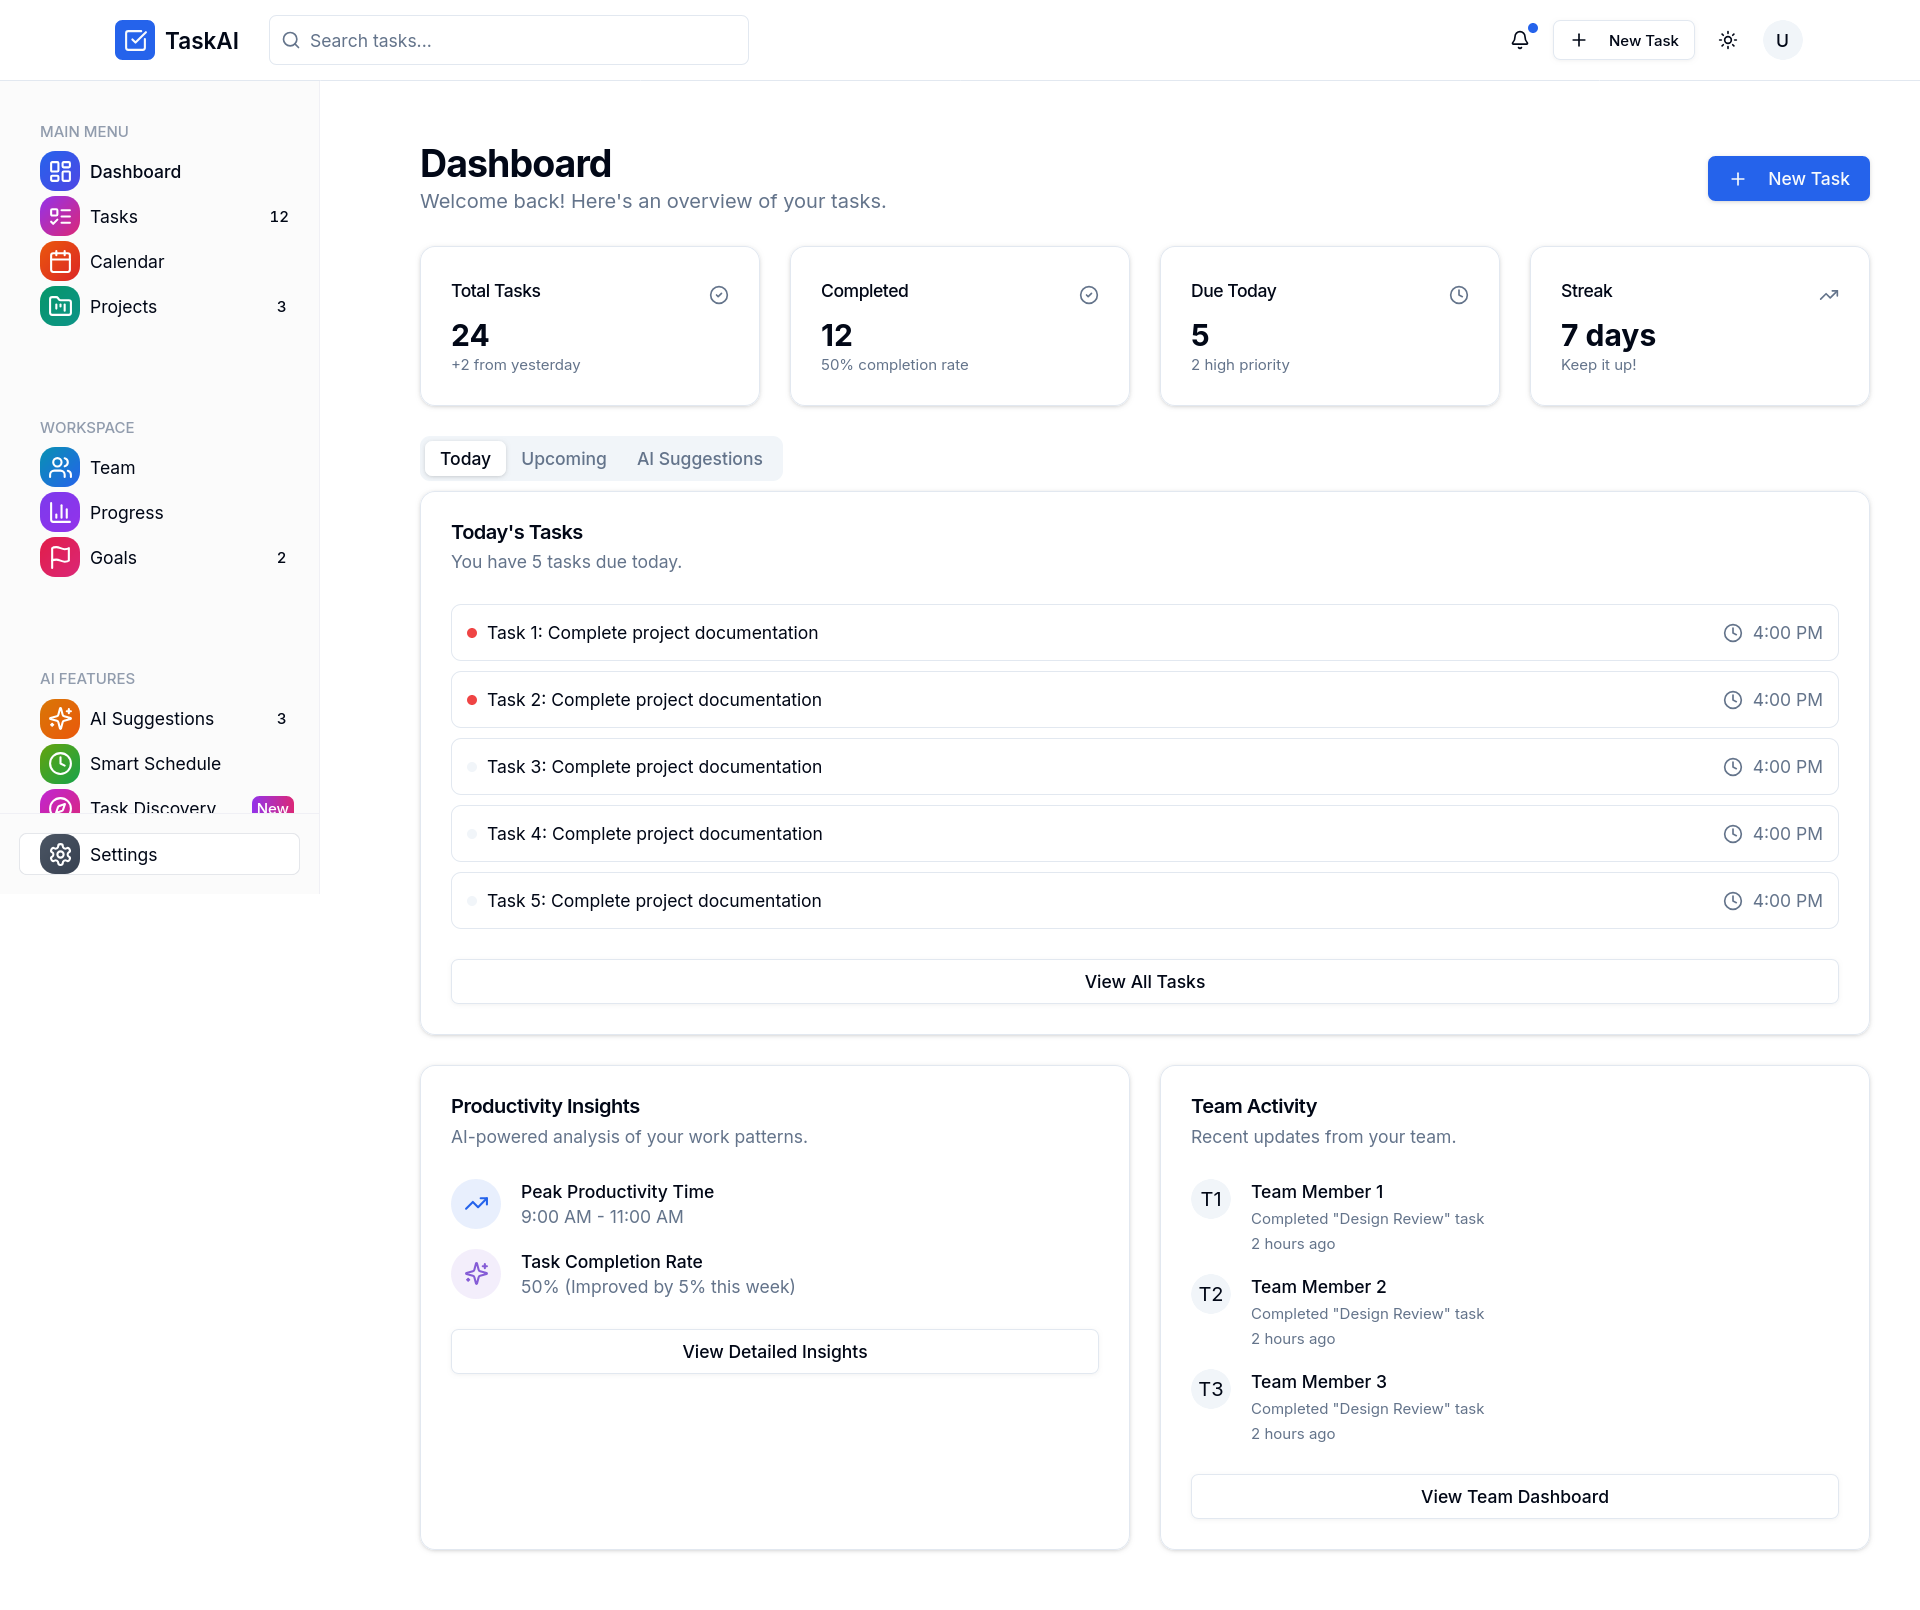 TaskAI
Search tasks...
New Task
U
MAIN MENU
Dashboard
Tasks 12
Calendar
Projects 3
WORKSPACE
Team
Progress
Goals 2
AI FEATURES
AI Suggestions 3
Smart Schedule
Task Discovery New
Settings
Dashboard
Welcome back! Here's an overview of your tasks.
New Task
Total Tasks
24
+2 from yesterday
Completed
12
50% completion rate
Due Today
5
2 high priority
Streak
7 days
Keep it up!
Today Upcoming AI Suggestions
Today's Tasks
You have 5 tasks due today.
Task 1: Complete project documentation 4:00 PM
Task 2: Complete project documentation 4:00 PM
Task 3: Complete project documentation 4:00 PM
Task 4: Complete project documentation 4:00 PM
Task 5: Complete project documentation 4:00 PM
View All Tasks
Productivity Insights
AI-powered analysis of your work patterns.
Peak Productivity Time
9:00 AM - 11:00 AM
Task Completion Rate
50% (Improved by 5% this week)
View Detailed Insights
Team Activity
Recent updates from your team.
T1
Team Member 1
Completed "Design Review" task
2 hours ago
T2
Team Member 2
Completed "Design Review" task
2 hours ago
T3
Team Member 3
Completed "Design Review" task
2 hours ago
View Team Dashboard